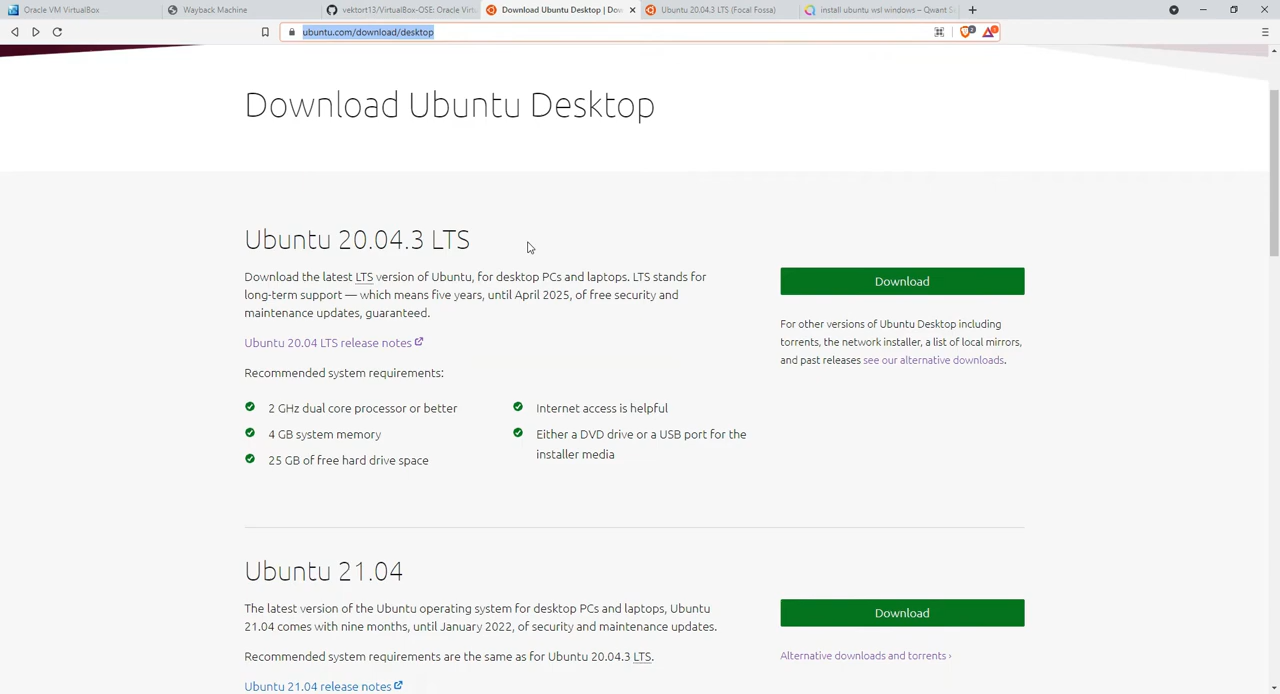 Oracle VM VirtualBox
Wayback Machine
vektort13/VirtualBox-OSE: Oracle Virt
Download Ubuntu Desktop | Dow
Ubuntu 20.04.3 LTS (Focal Fossa)
install ubuntu wsl windows – Qwant Se
ubuntu.com/download/desktop
Download Ubuntu Desktop
Ubuntu 20.04.3 LTS
Download the latest LTS version of Ubuntu, for desktop PCs and laptops. LTS stands for
long-term support — which means five years, until April 2025, of free security and
maintenance updates, guaranteed.
Ubuntu 20.04 LTS release notes
Recommended system requirements:
2 GHz dual core processor or better
4 GB system memory
25 GB of free hard drive space
Internet access is helpful
Either a DVD drive or a USB port for the
installer media
Download
For other versions of Ubuntu Desktop including
torrents, the network installer, a list of local mirrors,
and past releases see our alternative downloads.
Ubuntu 21.04
The latest version of the Ubuntu operating system for desktop PCs and laptops, Ubuntu
21.04 comes with nine months, until January 2022, of security and maintenance updates.
Recommended system requirements are the same as for Ubuntu 20.04.3 LTS.
Ubuntu 21.04 release notes
Download
Alternative downloads and torrents ›